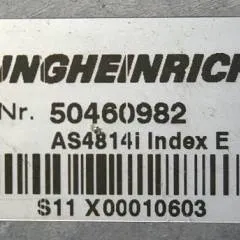 UNGHEINRICH
Nr. 50460982
AS4814i Index E
S11 X00010603